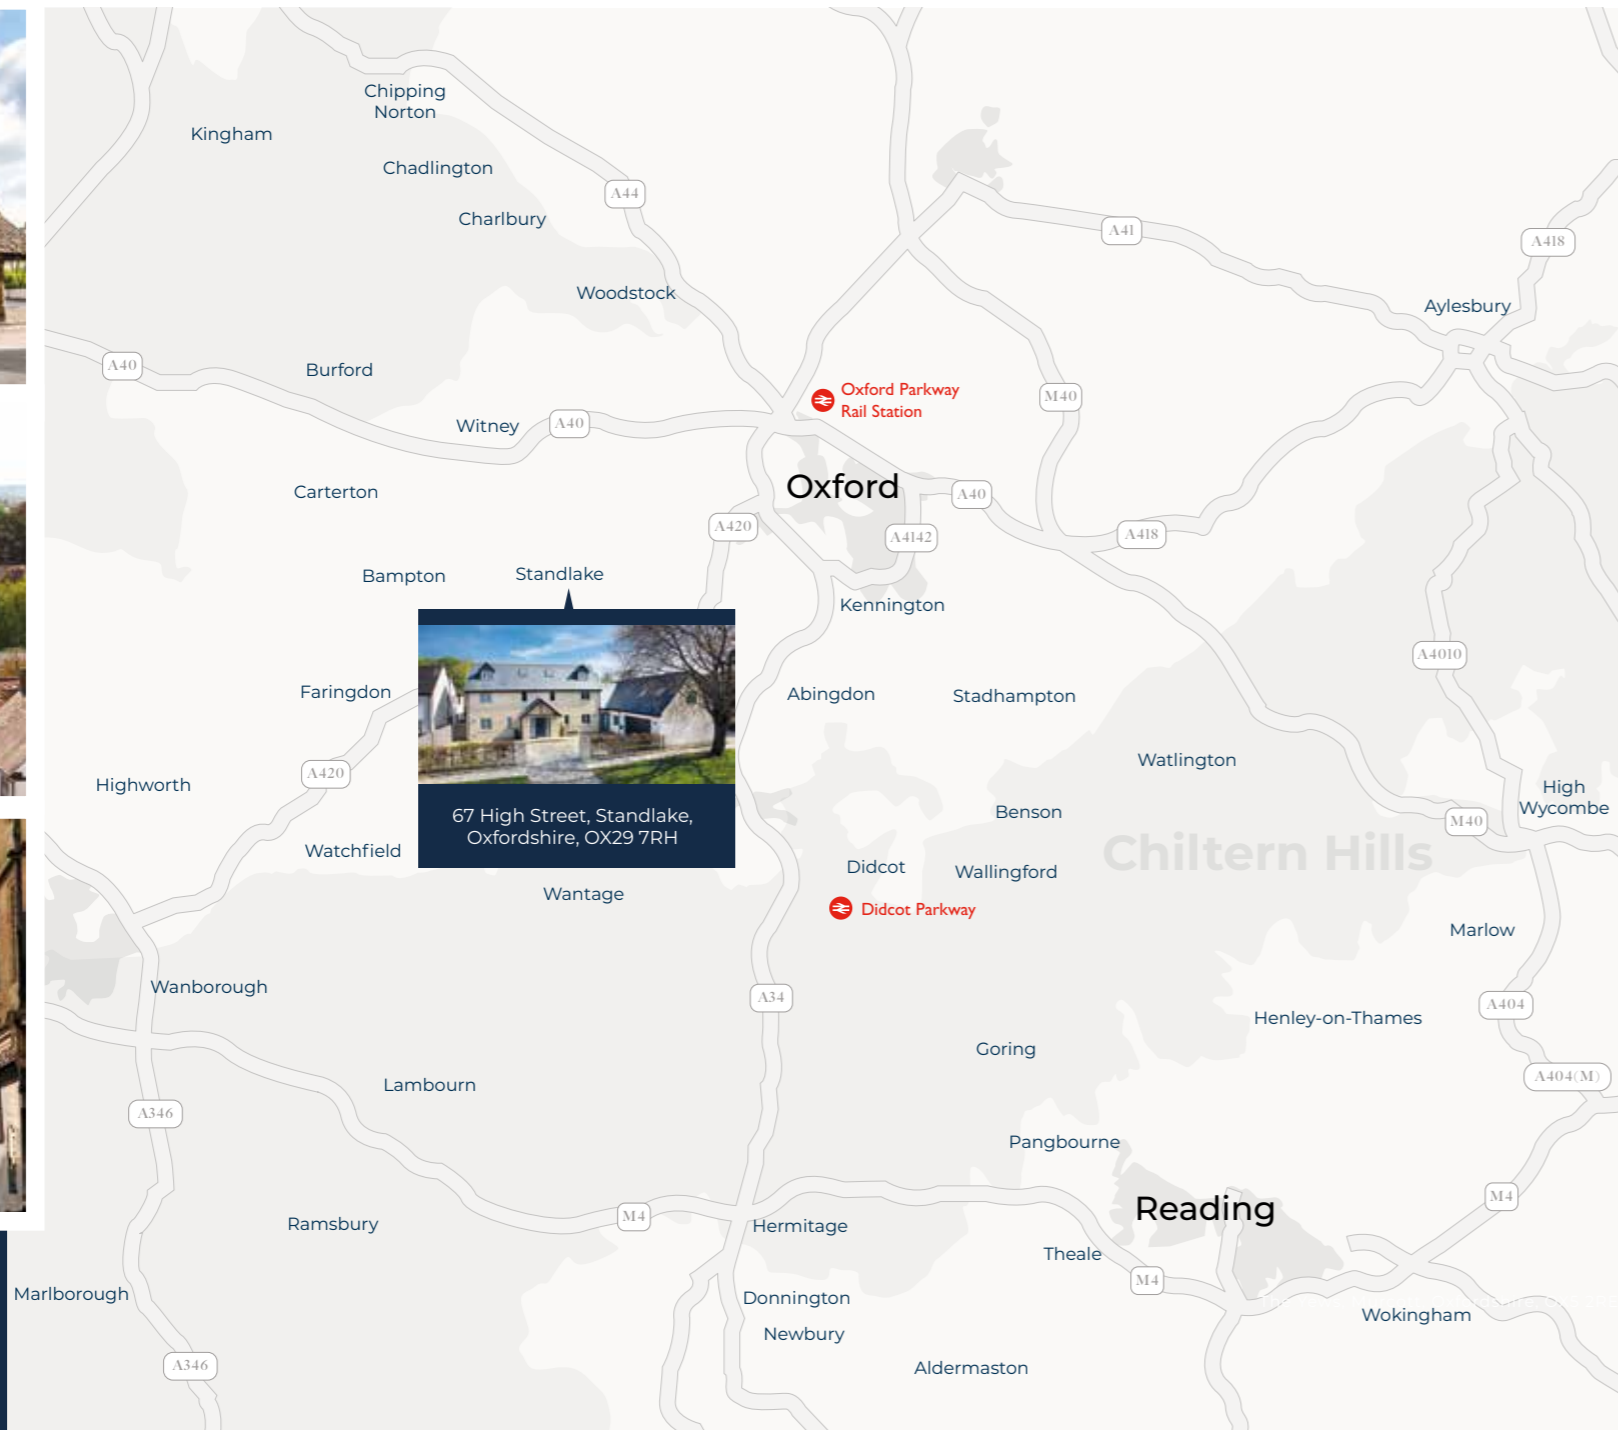 Chipping
Norton
Kingham
Chadlington
A44
Charlbury
A41
A418
Woodstock
Aylesbury
A40
Burford
Oxford Parkway
Rail Station
M40
Witney
A40
Oxford
Carterton
A40
A420
A4142
A418
Bampton
Standlake
Kennington
A4010
Faringdon
Abingdon
Stadhampton
Watlington
A420
Highworth
High
Wycombe
67 High Street, Standlake,
Oxfordshire, OX29 7RH
Benson
M40
Watchfield
Chiltern Hills
Didcot
Wallingford
Wantage
Didcot Parkway
Marlow
Wanborough
A34
A404
Henley-on-Thames
Goring
A404(M)
Lambourn
A346
Pangbourne
M4
Reading
M4
Ramsbury
Hermitage
Theale
M4
Marlborough
Donnington
Wokingham
Newbury
A346
Aldermaston